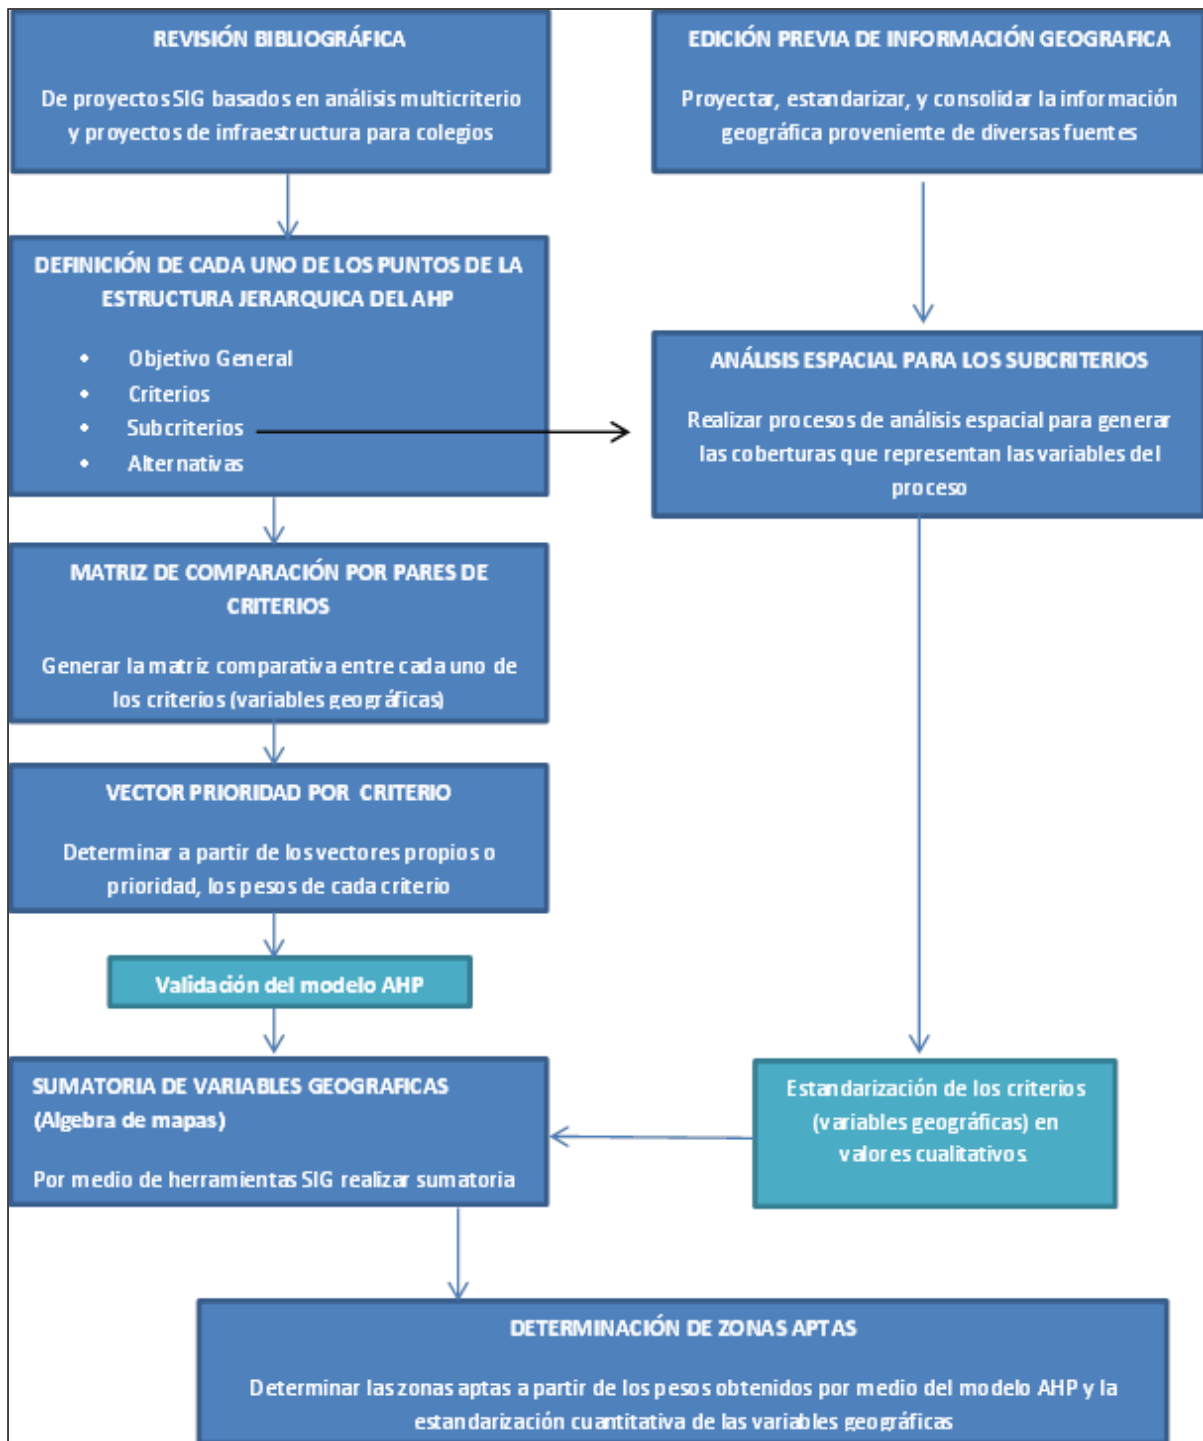 REVISIÓN BIBLIOGRÁFICA
De proyectos SIG basados en análisis multicriterio
y proyectos de infraestructura para colegios
EDICIÓN PREVIA DE INFORMACIÓN GEOGRAFICA
Proyectar, estandarizar, y consolidar la información
geográfica proveniente de diversas fuentes
DEFINICIÓN DE CADA UNO DE LOS PUNTOS DE LA
ESTRUCTURA JERARQUICA DEL AHP
• Objetivo General
• Criterios
• Subcriterios
• Alternativas
ANÁLISIS ESPACIAL PARA LOS SUBCRITERIOS
Realizar procesos de análisis espacial para generar
las coberturas que representan las variables del
proceso
MATRIZ DE COMPARACIÓN POR PARES DE
CRITERIOS
Generar la matriz comparativa entre cada uno de
los criterios (variables geográficas)
VECTOR PRIORIDAD POR CRITERIO
Determinar a partir de los vectores propios o
prioridad, los pesos de cada criterio
Validación del modelo AHP
SUMATORIA DE VARIABLES GEOGRAFICAS
(Algebra de mapas)
Por medio de herramientas SIG realizar sumatoria
Estandarización de los criterios
(variables geográficas) en
valores cualitativos.
DETERMINACIÓN DE ZONAS APTAS
Determinar las zonas aptas a partir de los pesos obtenidos por medio del modelo AHP y la
estandarización cuantitativa de las variables geográficas